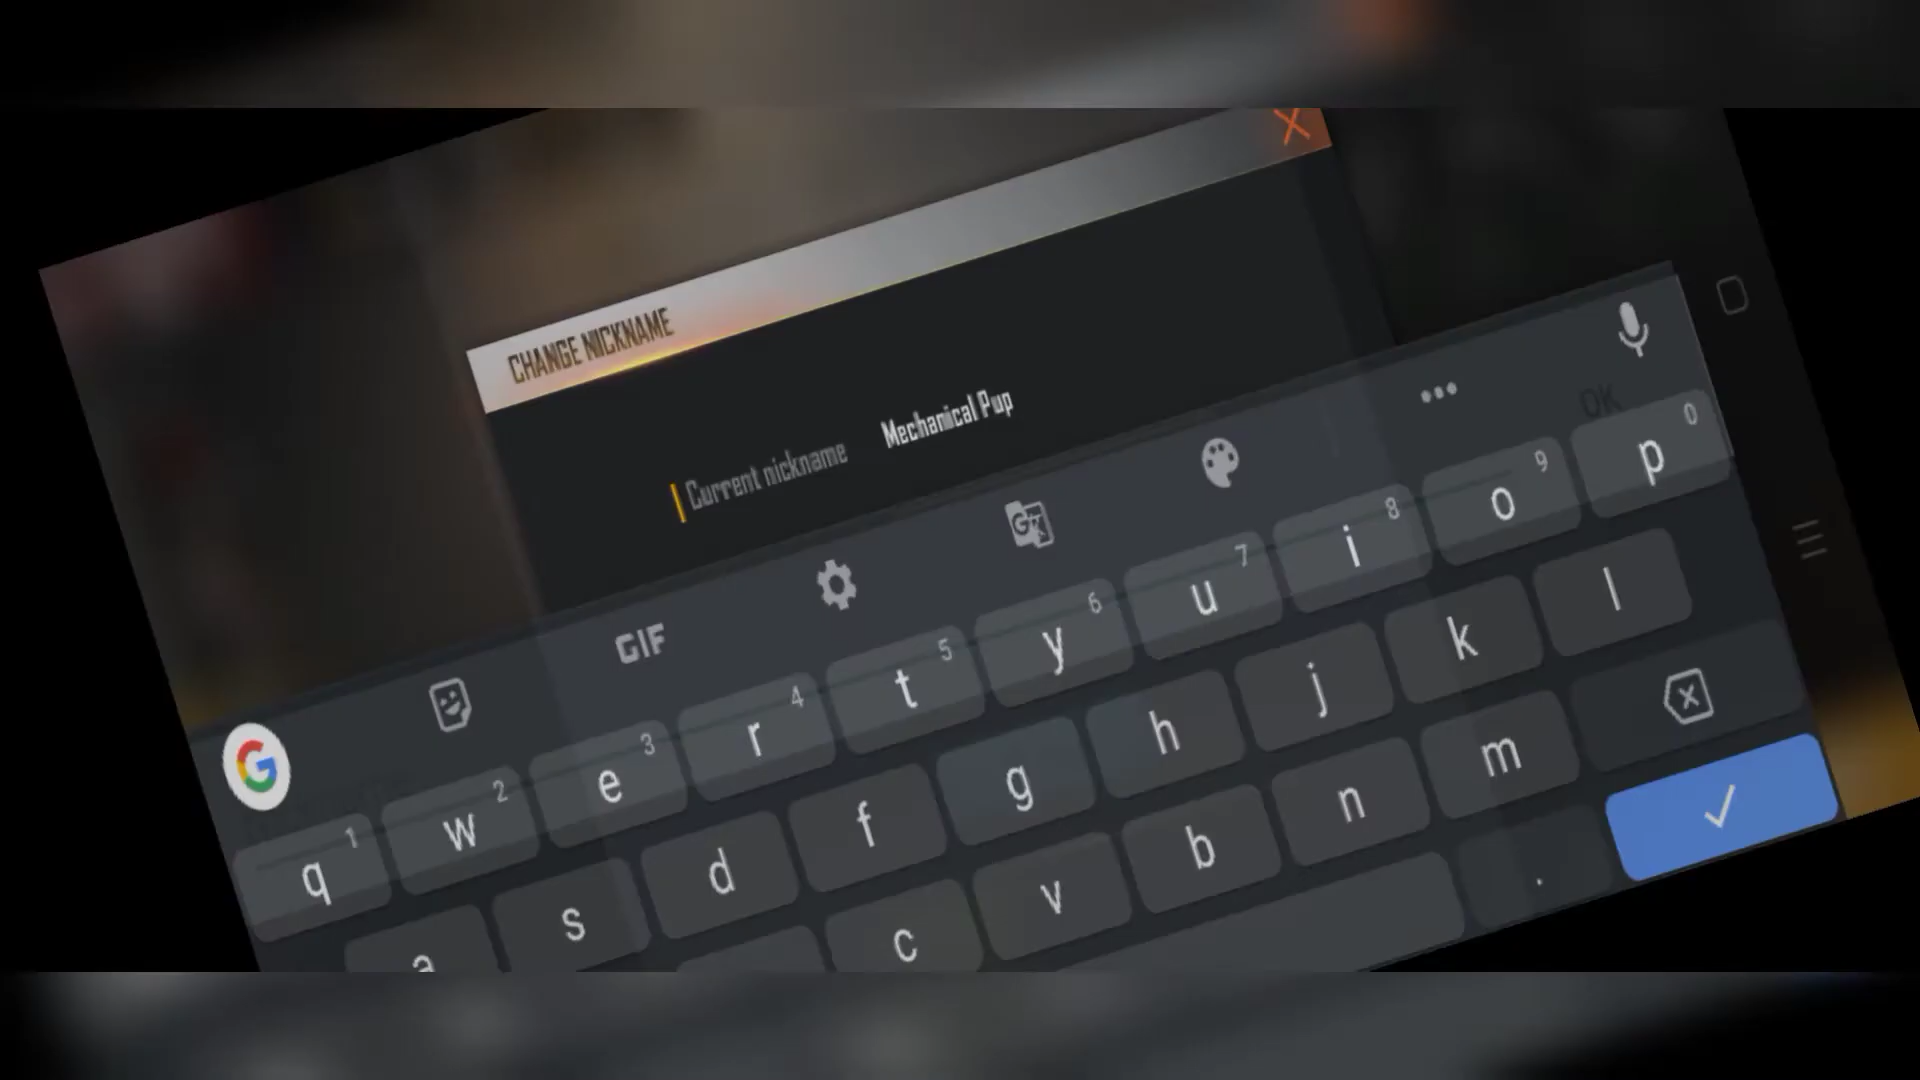 CHANGE NICKNAME
Current nickname Mechanical Pup
OK
GIF
1 2 3 4 5 6 7 8 9 0
q w e r t y u i o p
a s d f g h j k l
c v b n m
.